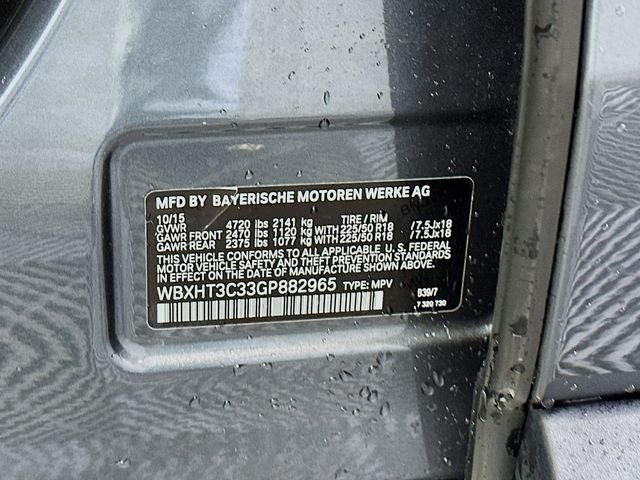 MFD BY BAYERISCHE MOTOREN WERKE AG
10/15 TIRE / RIM
GVWR 4720 lbs 2141 kg
GAWR FRONT 2470 lbs 1120 kg WITH 225/50 R18 /7.5Jx18
GAWR REAR 2375 lbs 1077 kg WITH 225/50 R18 /7.5Jx18
THIS VEHICLE CONFORMS TO ALL APPLICABLE U. S. FEDERAL
MOTOR VEHICLE SAFETY AND THEFT PREVENTION STANDARDS
IN EFFECT ON THE DATE OF MANUFACTURE SHOWN ABOVE.
WBXHT3C33GP882965 TYPE: MPV B39/7
7 320 730